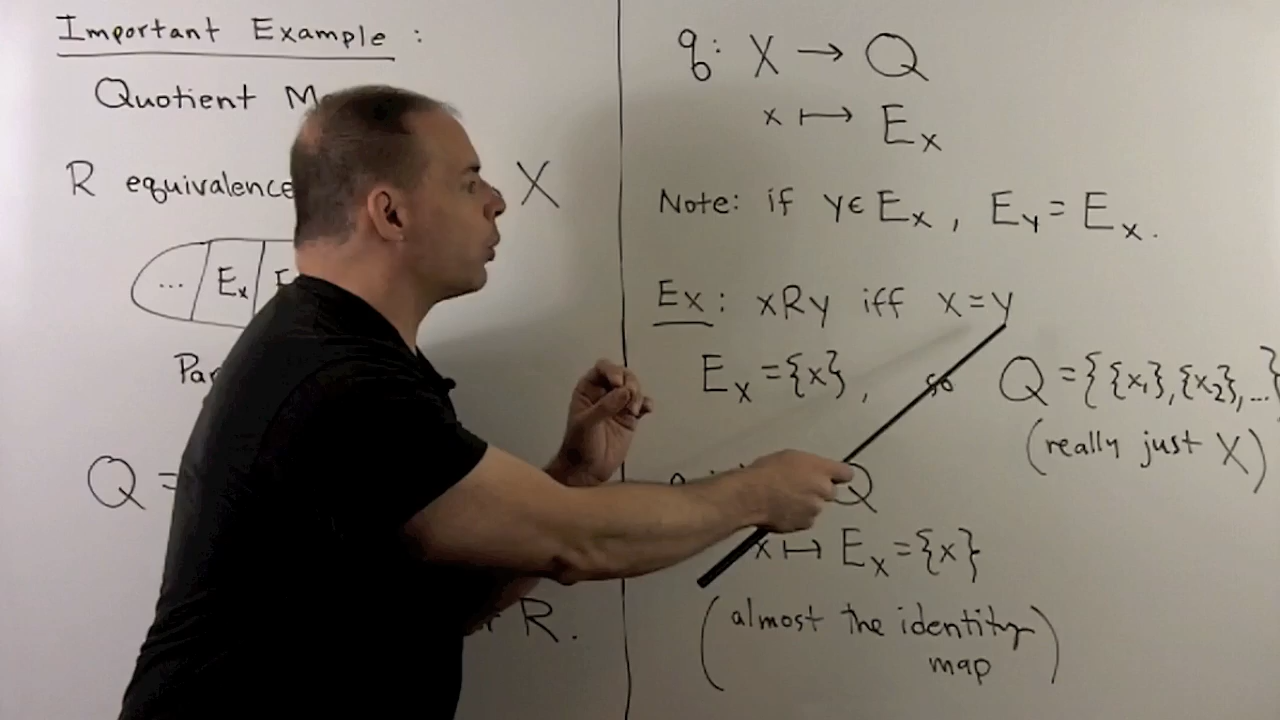 Important Example :
Quotient
R equivalence X
... Ex
Q =
R.
q: X → Q
x ↦ Ex
Note: if y∈Ex, Ey=Ex.
Ex: xRy iff x=y
Ex={x}, so Q={{x₁},{x₂},...}
(really just X)
Q
x ↦ Ex={x}
(almost the identity
map)